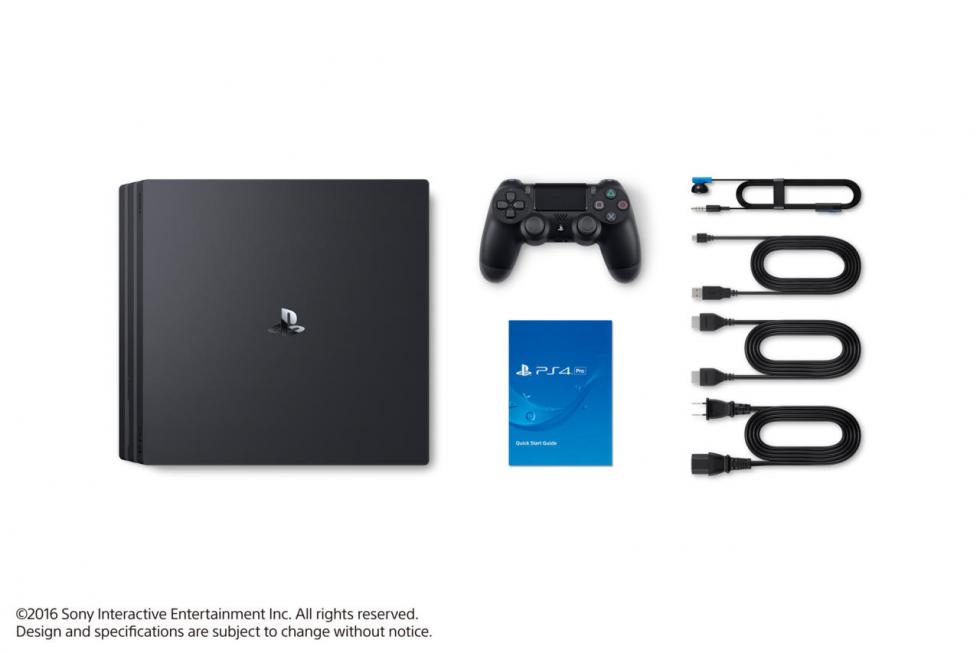 PS4 Pro
Quick Start Guide
©2016 Sony Interactive Entertainment Inc. All rights reserved.
Design and specifications are subject to change without notice.